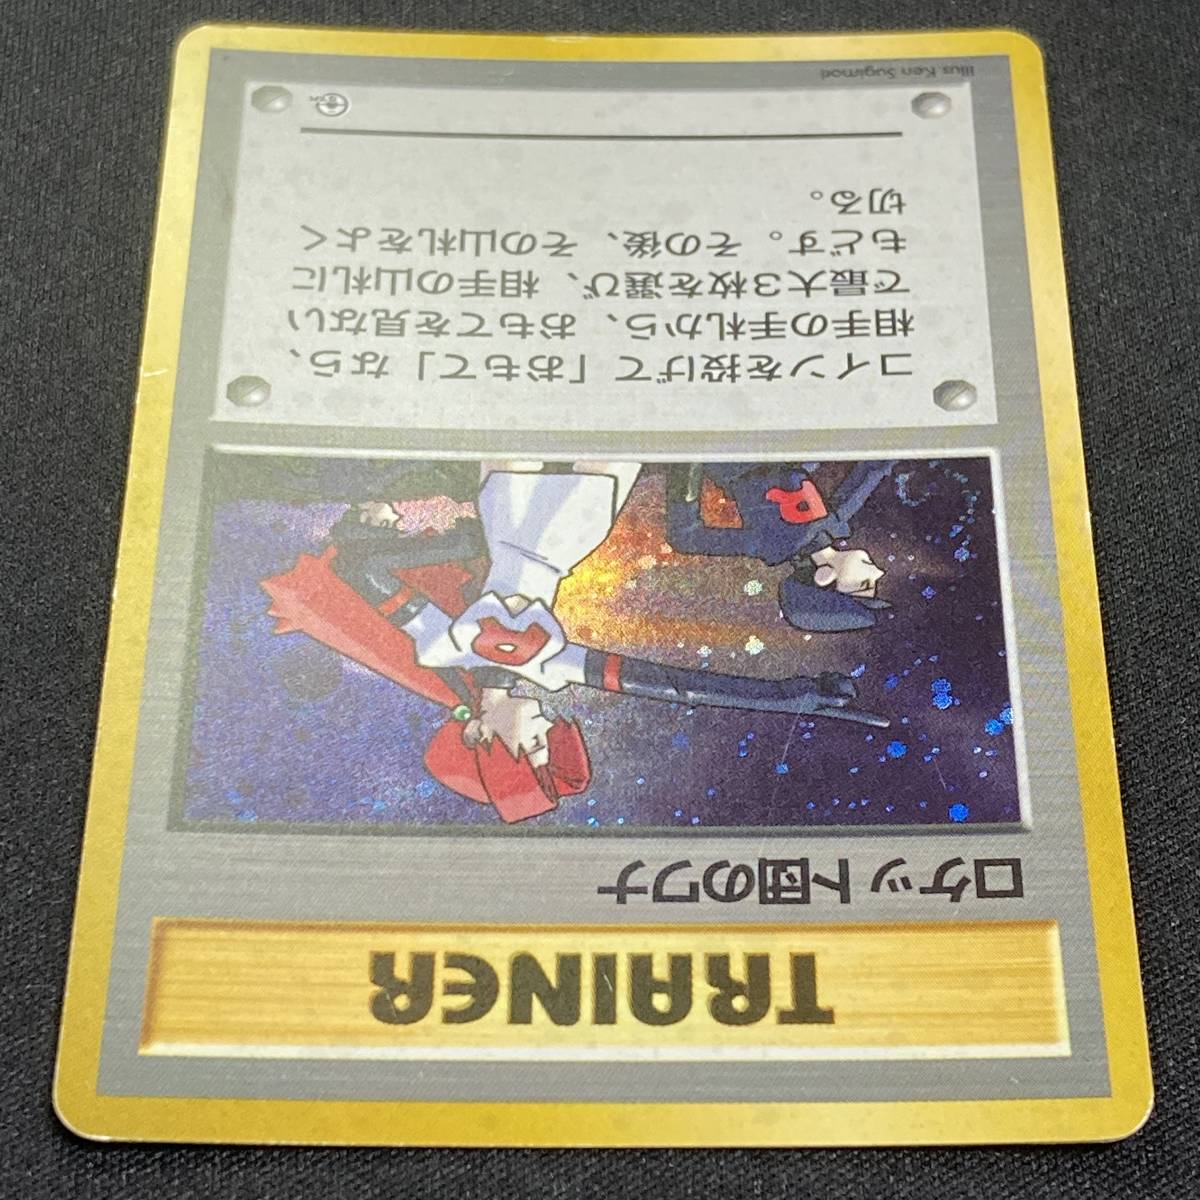 TRAINER
ロケット団のワナ
コインを投げて「おもて」なら、
相手の手札から、おもてを見ない
で最大3枚を選び、相手の山札に
もどす。その後、その山札をよく
切る。
Illus. Ken Sugimori